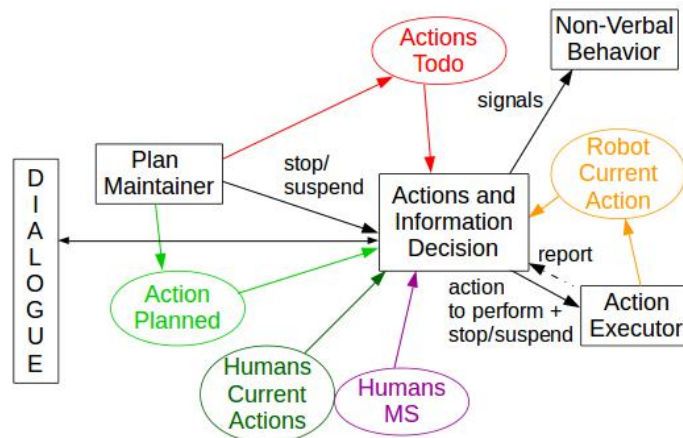 Actions
Todo
Non-Verbal
Behavior
signals
DIALOGUE
Plan
Maintainer
stop/
suspend
Actions and
Information
Decision
Robot
Current
Action
report
action
to perform +
stop/suspend
Action
Executor
Action
Planned
Humans
Current
Actions
Humans
MS